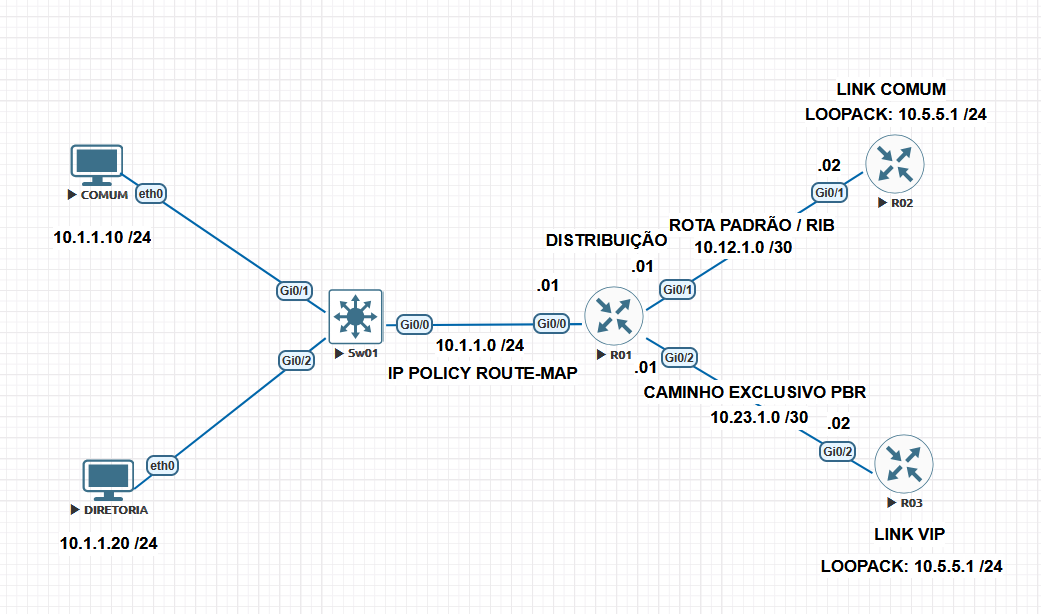 LINK COMUM
LOOPACK: 10.5.5.1 /24
.02
Gi0/1
R02
COMUM
eth0
10.1.1.10 /24
ROTA PADRÃO / RIB
10.12.1.0 /30
DISTRIBUIÇÃO
.01
Gi0/1
.01
Gi0/1
Gi0/0
Gi0/0
Sw01
10.1.1.0 /24
R01
Gi0/2
Gi0/2
.01
IP POLICY ROUTE-MAP
CAMINHO EXCLUSIVO PBR
10.23.1.0 /30
.02
Gi0/2
eth0
DIRETORIA
10.1.1.20 /24
R03
LINK VIP
LOOPACK: 10.5.5.1 /24